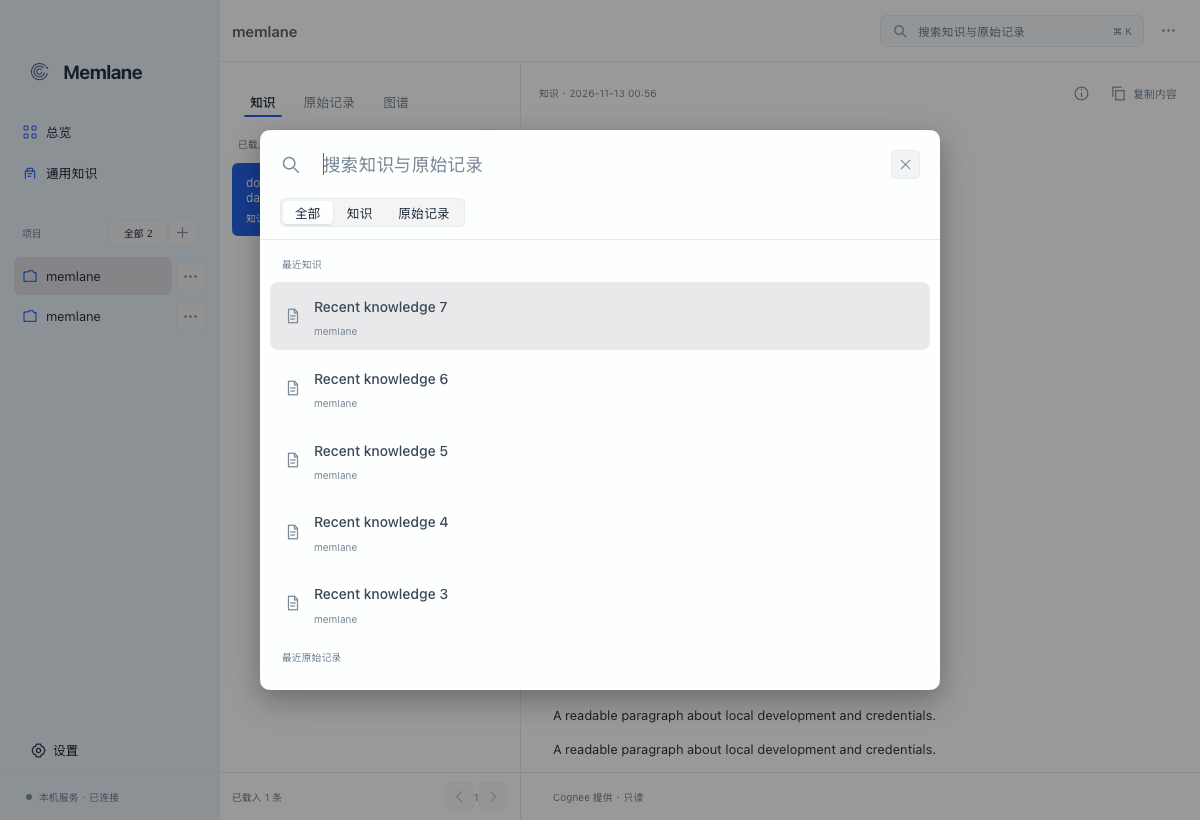 memlane
搜索知识与原始记录
⌘ K
Memlane
总览
通用知识
项目
全部 2
memlane
memlane
设置
本机服务 · 已连接
知识
原始记录
图谱
知识 · 2026-11-13 00:56
复制内容
已载
do
da
知识
搜索知识与原始记录
全部
知识
原始记录
最近知识
Recent knowledge 7
memlane
Recent knowledge 6
memlane
Recent knowledge 5
memlane
Recent knowledge 4
memlane
Recent knowledge 3
memlane
最近原始记录
A readable paragraph about local development and credentials.
A readable paragraph about local development and credentials.
已载入 1 条
1
Cognee 提供 · 只读